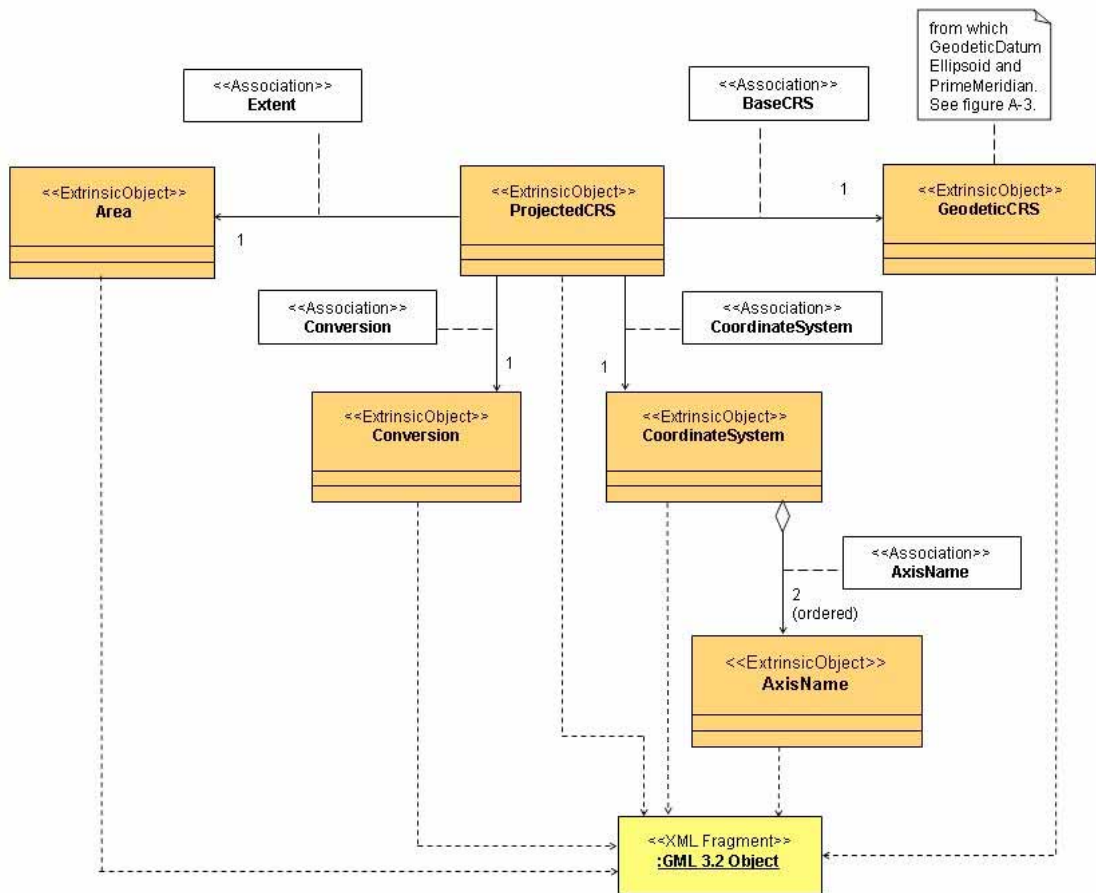 from which
GeodeticDatum
Ellipsoid and
PrimeMeridian.
See figure A-3.
<<Association>>
Extent
<<Association>>
BaseCRS
<<ExtrinsicObject>>
Area
<<ExtrinsicObject>>
ProjectedCRS
<<ExtrinsicObject>>
GeodeticCRS
1
1
<<Association>>
Conversion
<<Association>>
CoordinateSystem
1
1
<<ExtrinsicObject>>
Conversion
<<ExtrinsicObject>>
CoordinateSystem
<<Association>>
AxisName
2
(ordered)
<<ExtrinsicObject>>
AxisName
<<XML Fragment>>
:GML 3.2 Object